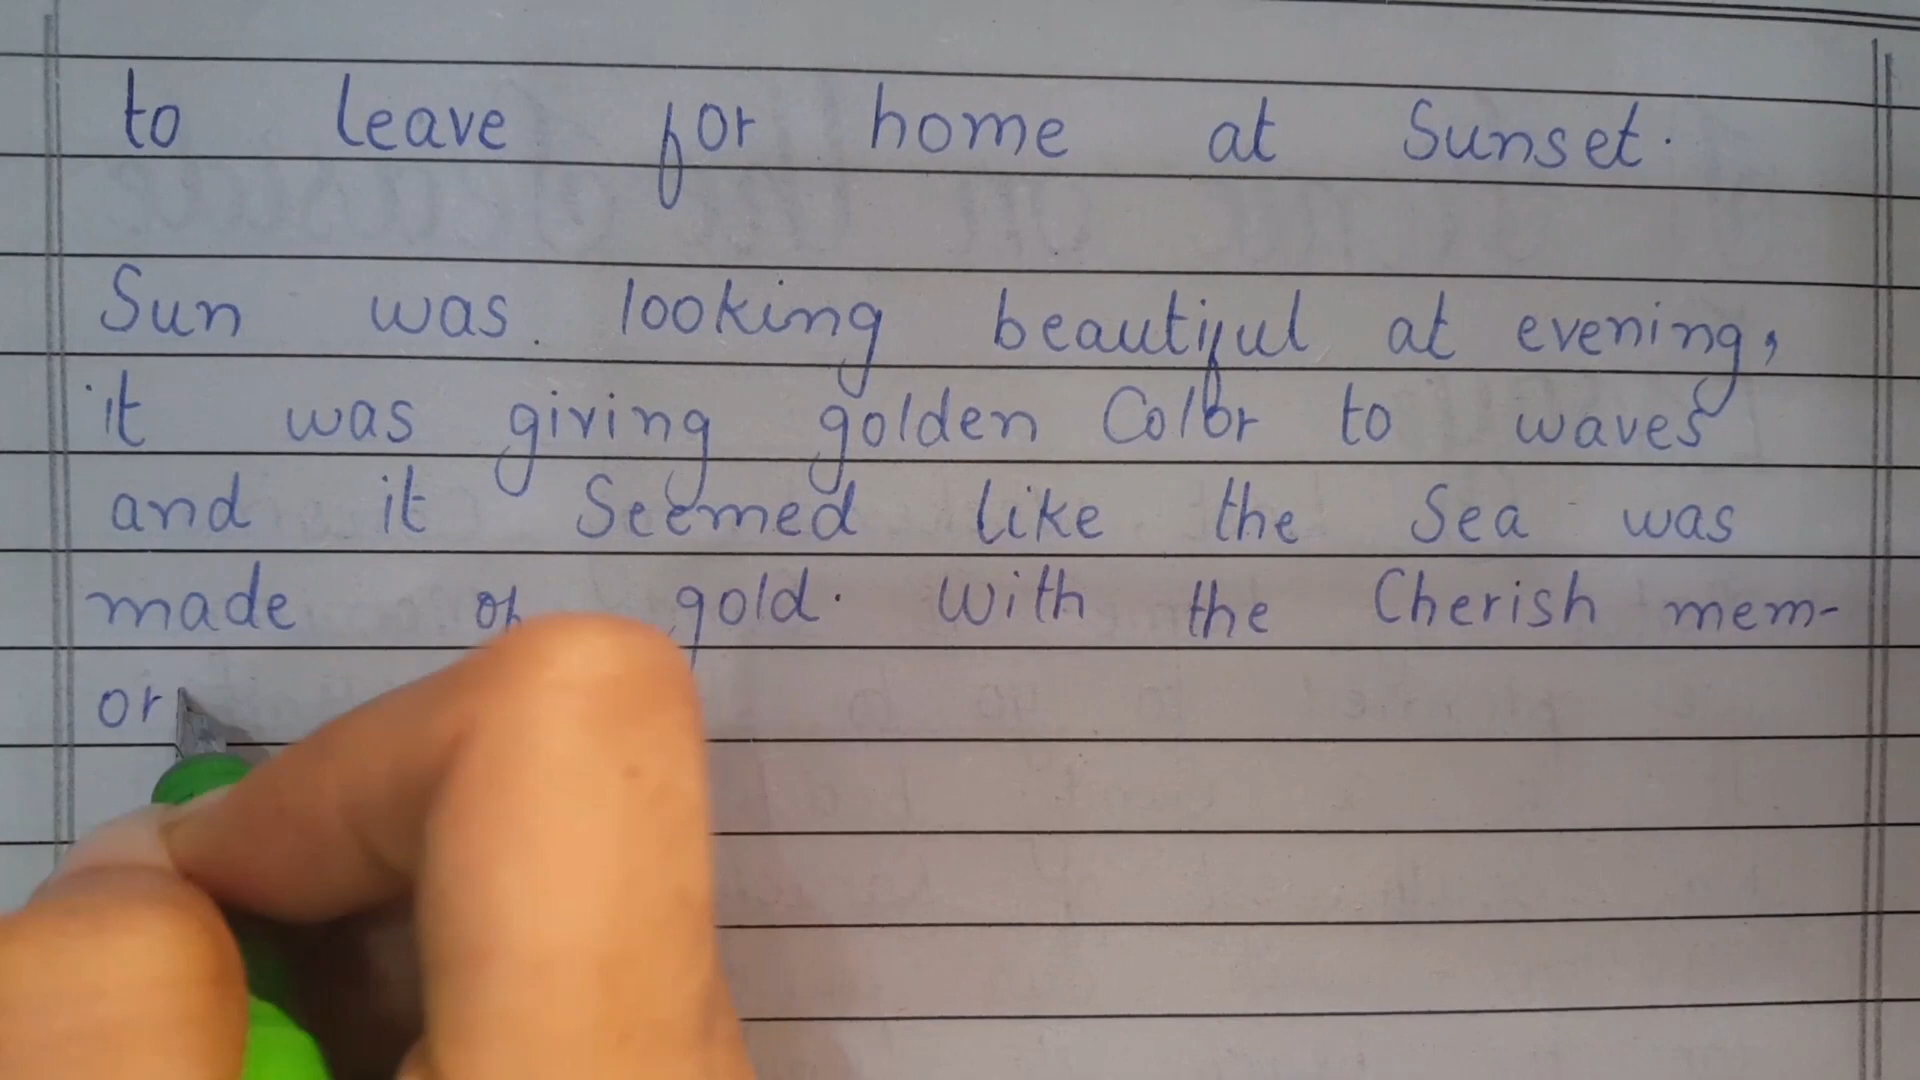 to leave for home at Sunset.
Sun was looking beautiful at evening,
it was giving golden Color to waves
and it Seemed like the Sea was
made of gold. With the Cherish mem-
or